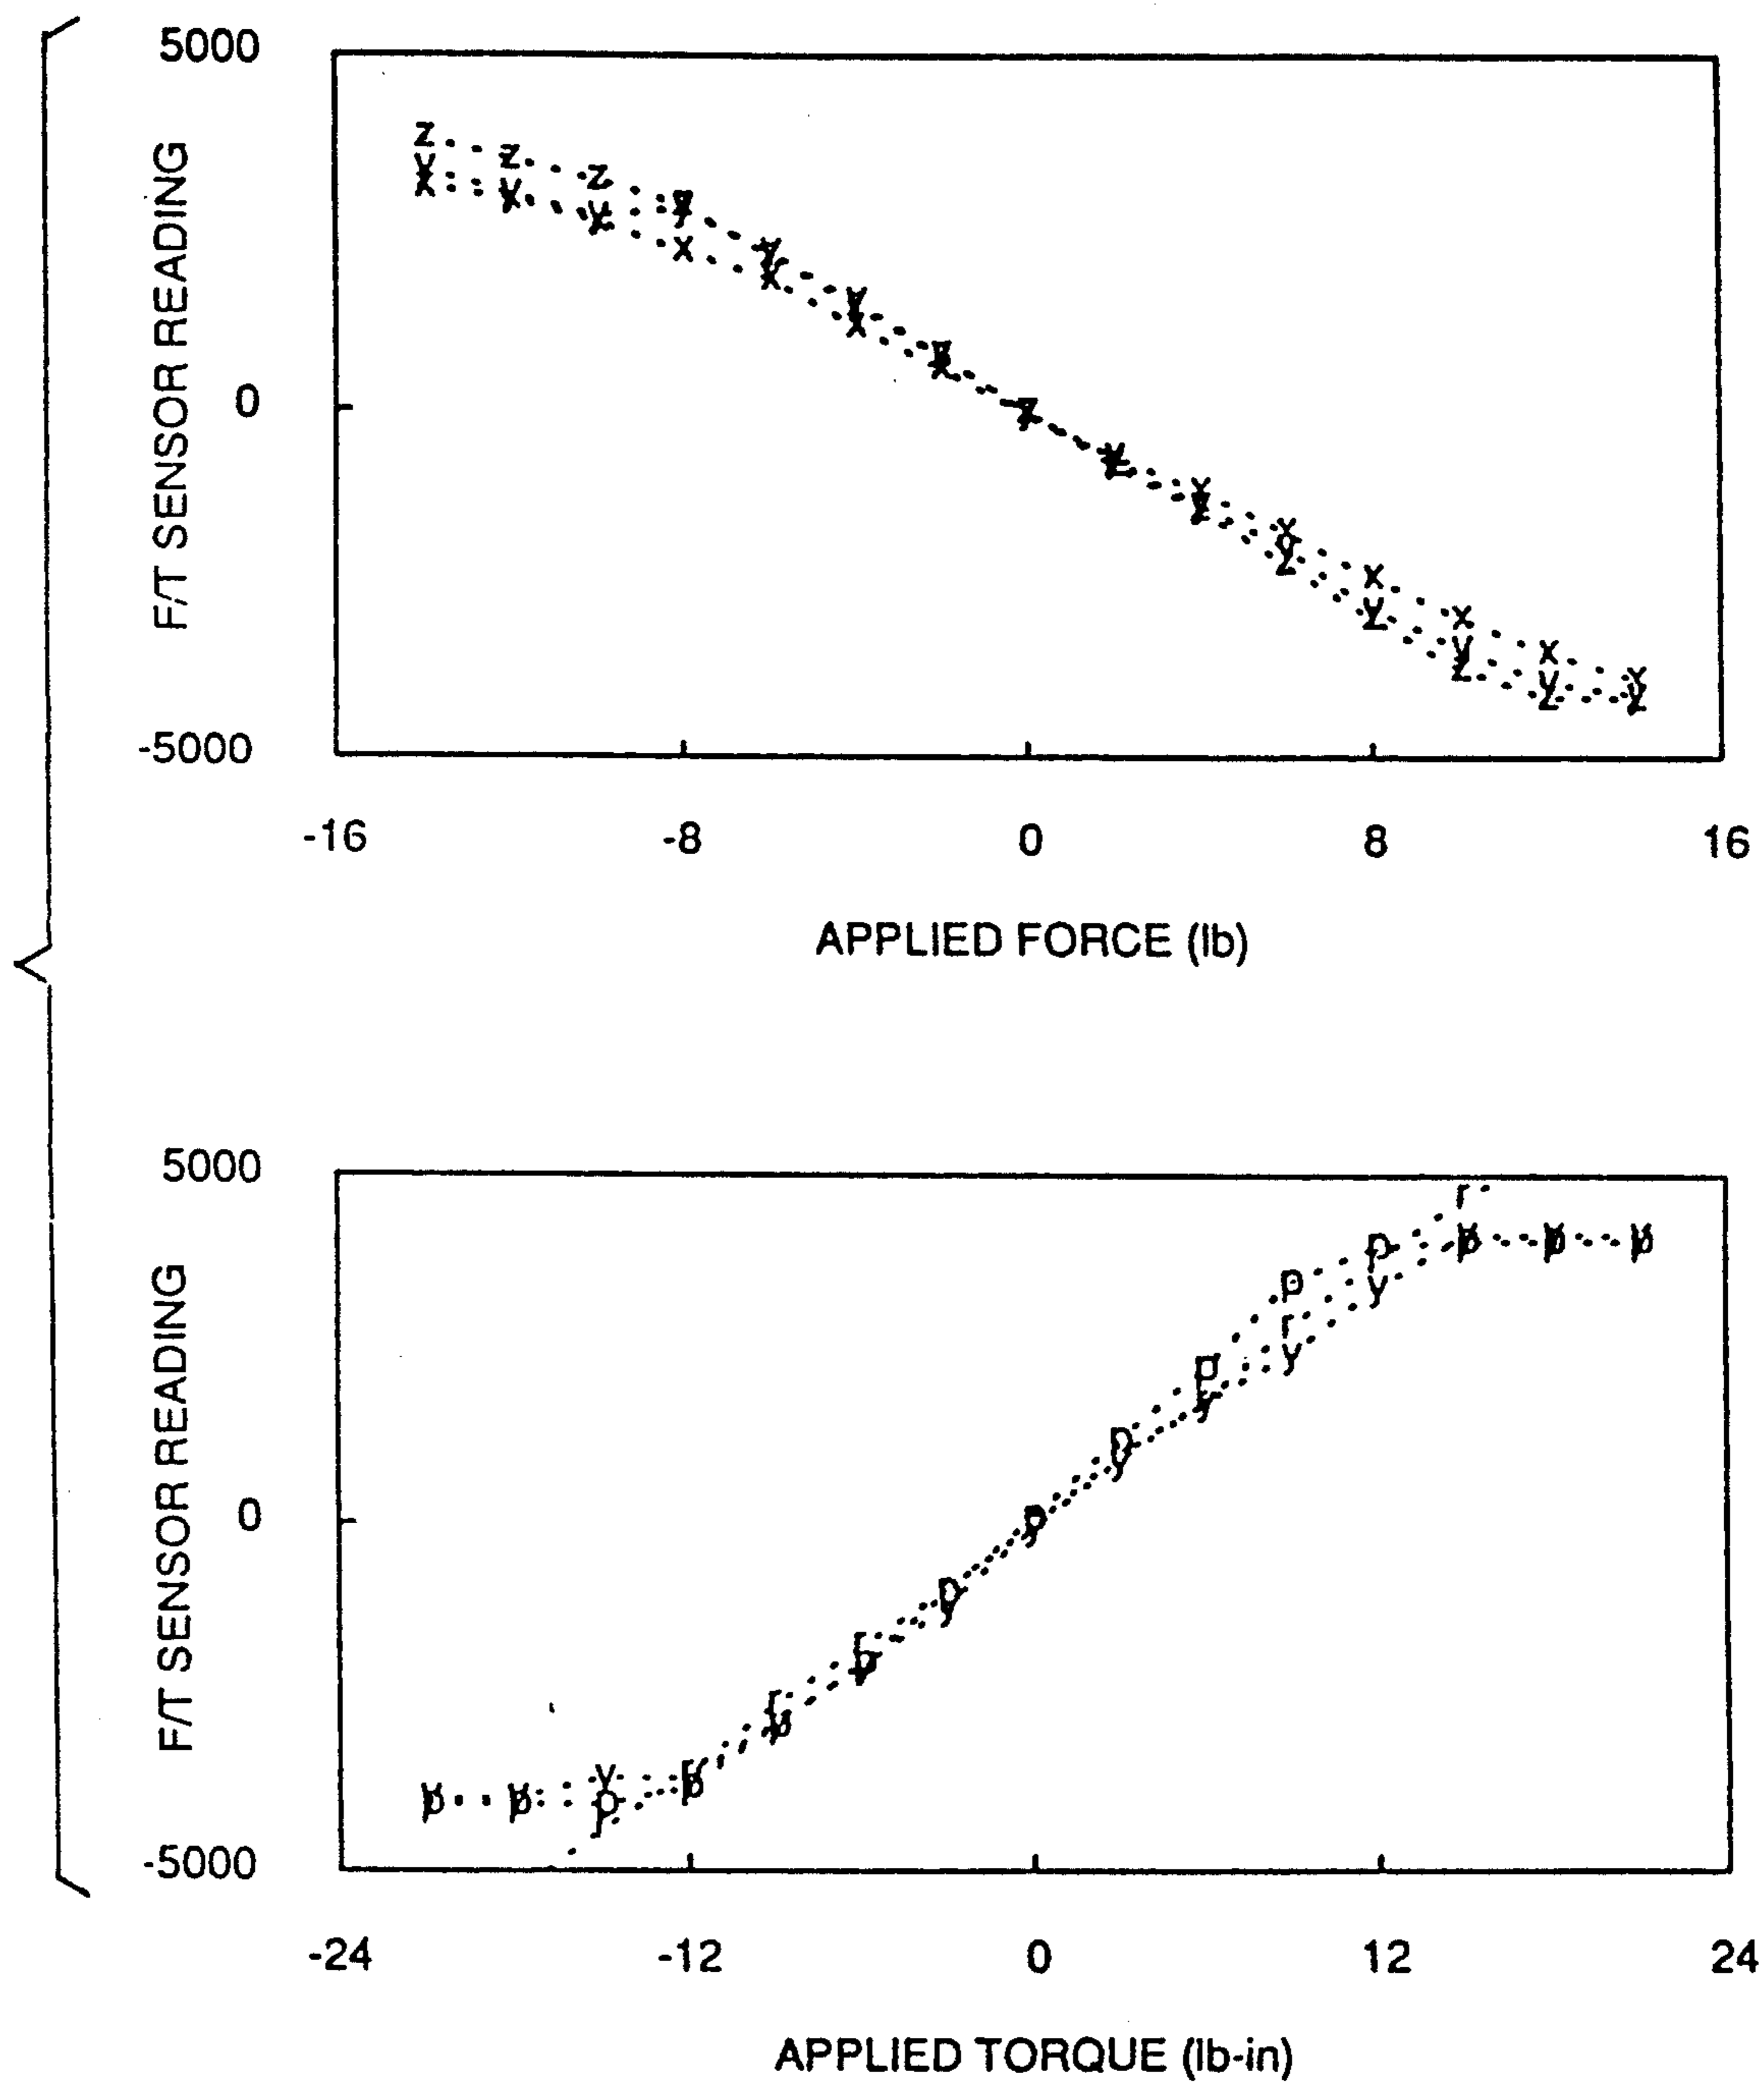 5000
F/T SENSOR READING
0
-5000
-16 -8 0 8 16
APPLIED FORCE (lb)
5000
F/T SENSOR READING
0
-5000
-24 -12 0 12 24
APPLIED TORQUE (lb-in)